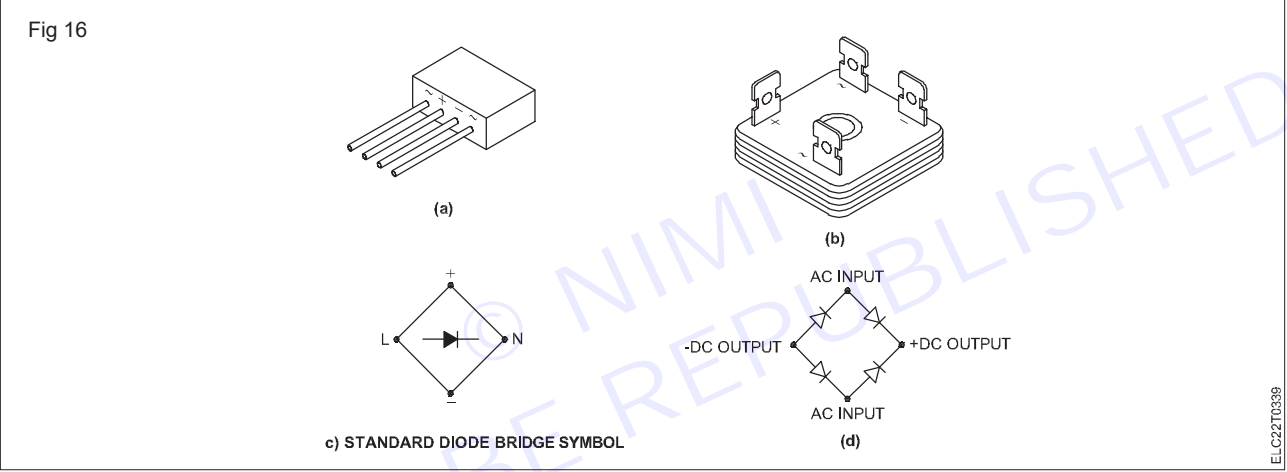 Fig 16
~ + – ~
(a)
~
+ –
~
(b)
+
L N
–
c) STANDARD DIODE BRIDGE SYMBOL
AC INPUT
-DC OUTPUT +DC OUTPUT
AC INPUT
(d)
ELC22T0339
© NIMI
BE REPUBLISHED